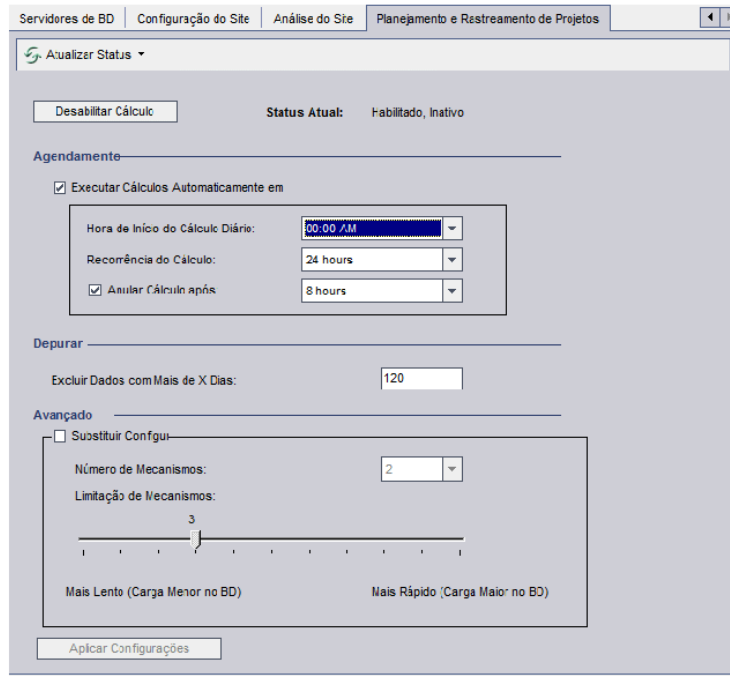 Servidores de BD Configuração do Site Análise do Site Planejamento e Rastreamento de Projetos
Atualizar Status
Desabilitar Cálculo Status Atual: Habilitado, Inativo
Agendamento
Executar Cálculos Automaticamente em
Hora de Início do Cálculo Diário: 00:00 AM
Recorrência do Cálculo: 24 hours
Anular Cálculo após 8 hours
Depurar
Excluir Dados com Mais de X Dias: 120
Avançado
Substituir Configur
Número de Mecanismos: 2
Limitação de Mecanismos:
3
Mais Lento (Carga Menor no BD) Mais Rápido (Carga Maior no BD)
Aplicar Configurações